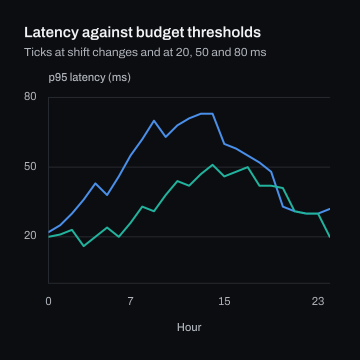 Latency against budget thresholds
Ticks at shift changes and at 20, 50 and 80 ms
p95 latency (ms)
80
50
20
0 7 15 23
Hour